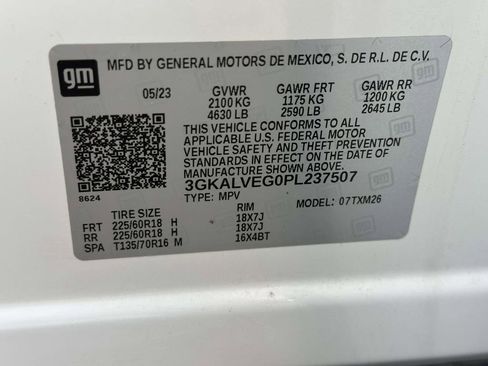 gm
MFD BY GENERAL MOTORS DE MEXICO, S. DE R.L. DE C.V.
05/23 GVWR GAWR FRT GAWR RR
2100 KG 1175 KG 1200 KG
4630 LB 2590 LB 2645 LB
THIS VEHICLE CONFORMS TO ALL
APPLICABLE U.S. FEDERAL MOTOR
VEHICLE SAFETY AND THEFT PREVENTION
STANDARDS IN EFFECT ON THE DATE OF
MANUFACTURE SHOWN ABOVE.
3GKALVEG0PL237507
8624
TYPE: MPV MODEL: 07TXM26
TIRE SIZE RIM
FRT 225/60R18 H 18X7J
RR 225/60R18 H 18X7J
SPA T135/70R16 M 16X4BT